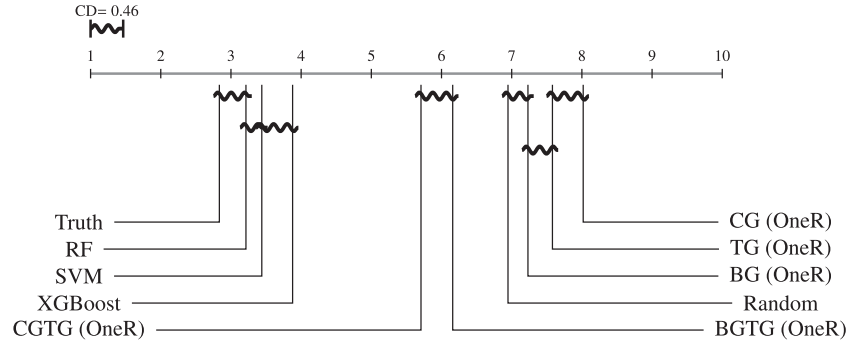 CD= 0.46
1 2 3 4 5 6 7 8 9 10
Truth CG (OneR)
RF TG (OneR)
SVM BG (OneR)
XGBoost Random
CGTG (OneR) BGTG (OneR)